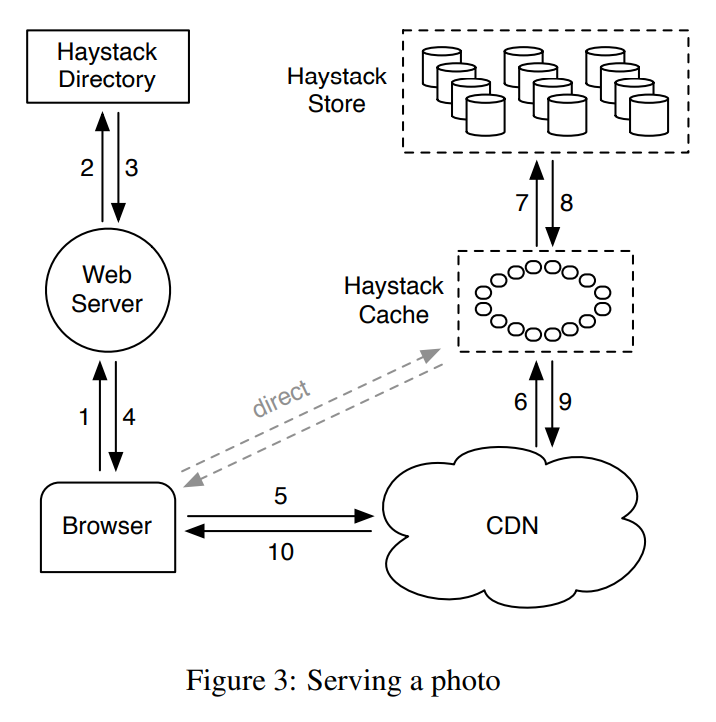 Haystack
Directory
Haystack
Store
2
3
7
8
Web
Server
Haystack
Cache
direct
1
4
6
9
5
Browser
CDN
10
Figure 3: Serving a photo